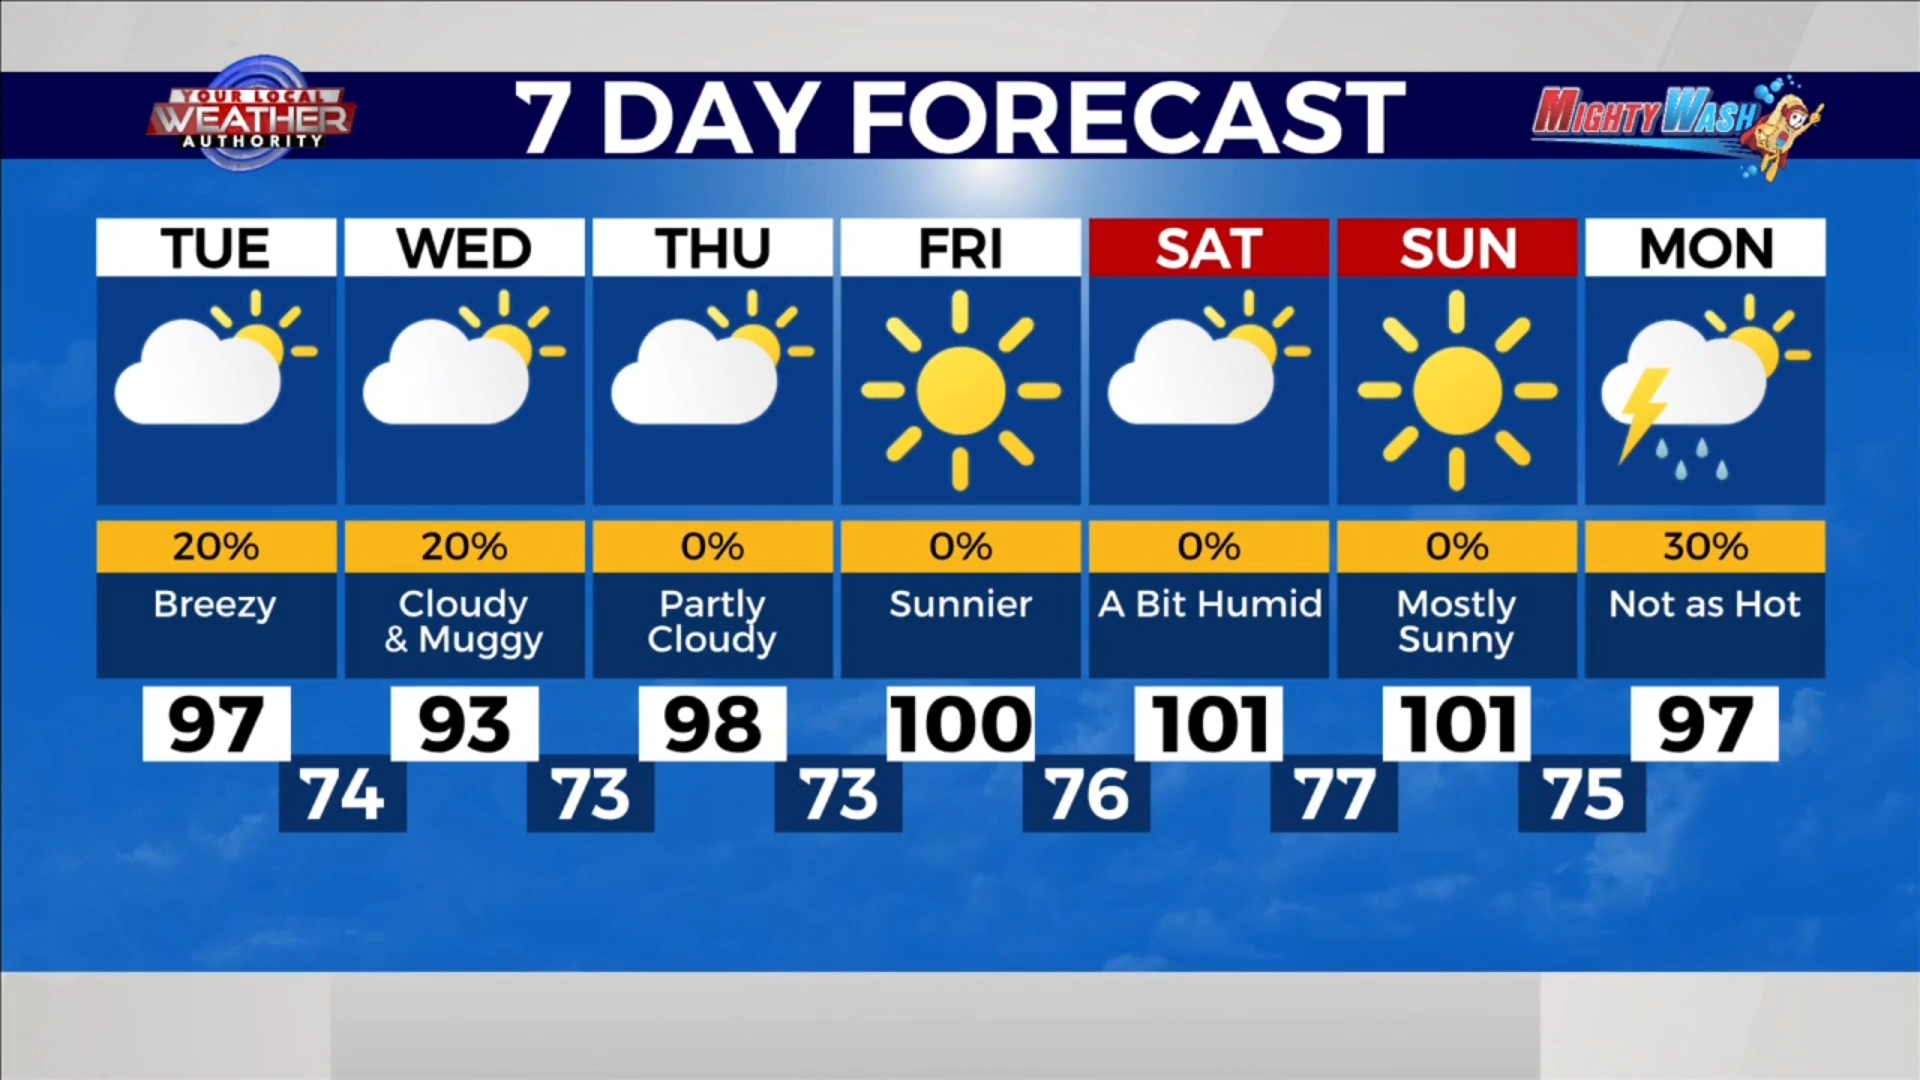 YOUR LOCAL
WEATHER
AUTHORITY
7 DAY FORECAST
MIGHTY WASH
TUE WED THU FRI SAT SUN MON
20% 20% 0% 0% 0% 0% 30%
Breezy Cloudy Partly Sunnier A Bit Humid Mostly Not as Hot
& Muggy Cloudy Sunny
97 93 98 100 101 101 97
74 73 73 76 77 75